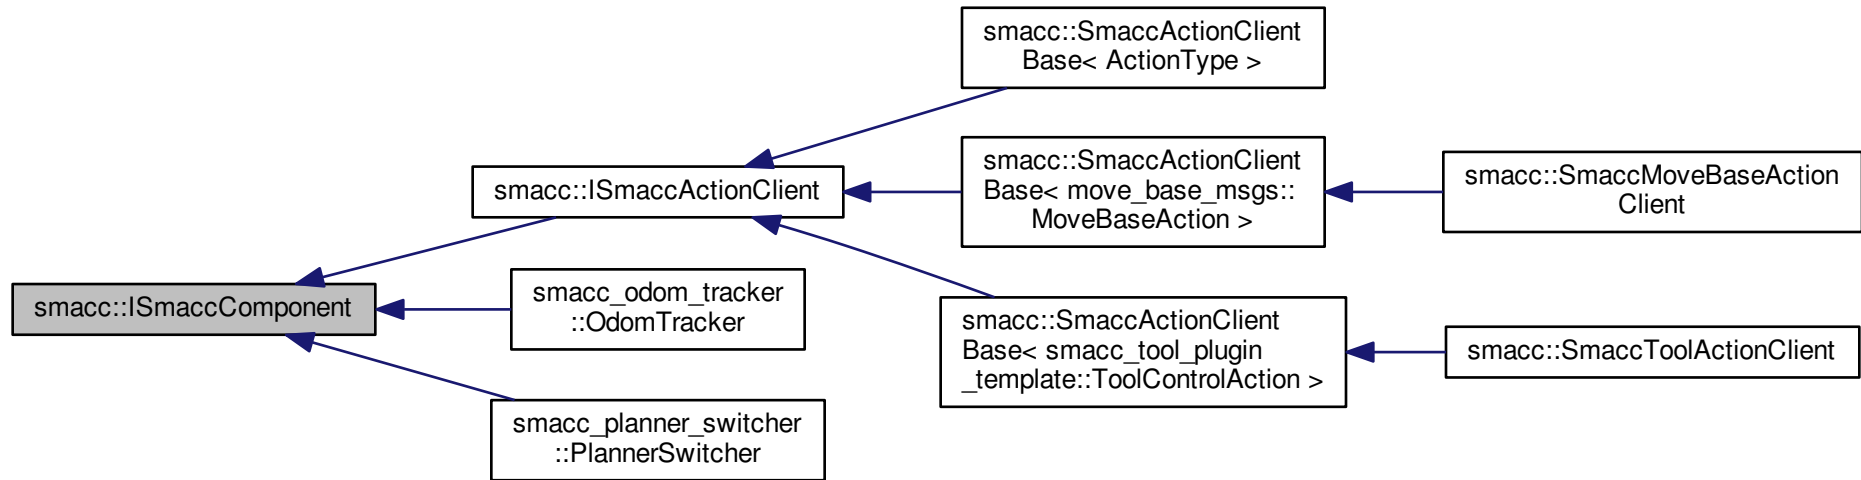 smacc::ISmaccComponent
smacc::ISmaccActionClient
smacc_odom_tracker
::OdomTracker
smacc_planner_switcher
::PlannerSwitcher
smacc::SmaccActionClient
Base< ActionType >
smacc::SmaccActionClient
Base< move_base_msgs::
MoveBaseAction >
smacc::SmaccActionClient
Base< smacc_tool_plugin
_template::ToolControlAction >
smacc::SmaccMoveBaseAction
Client
smacc::SmaccToolActionClient